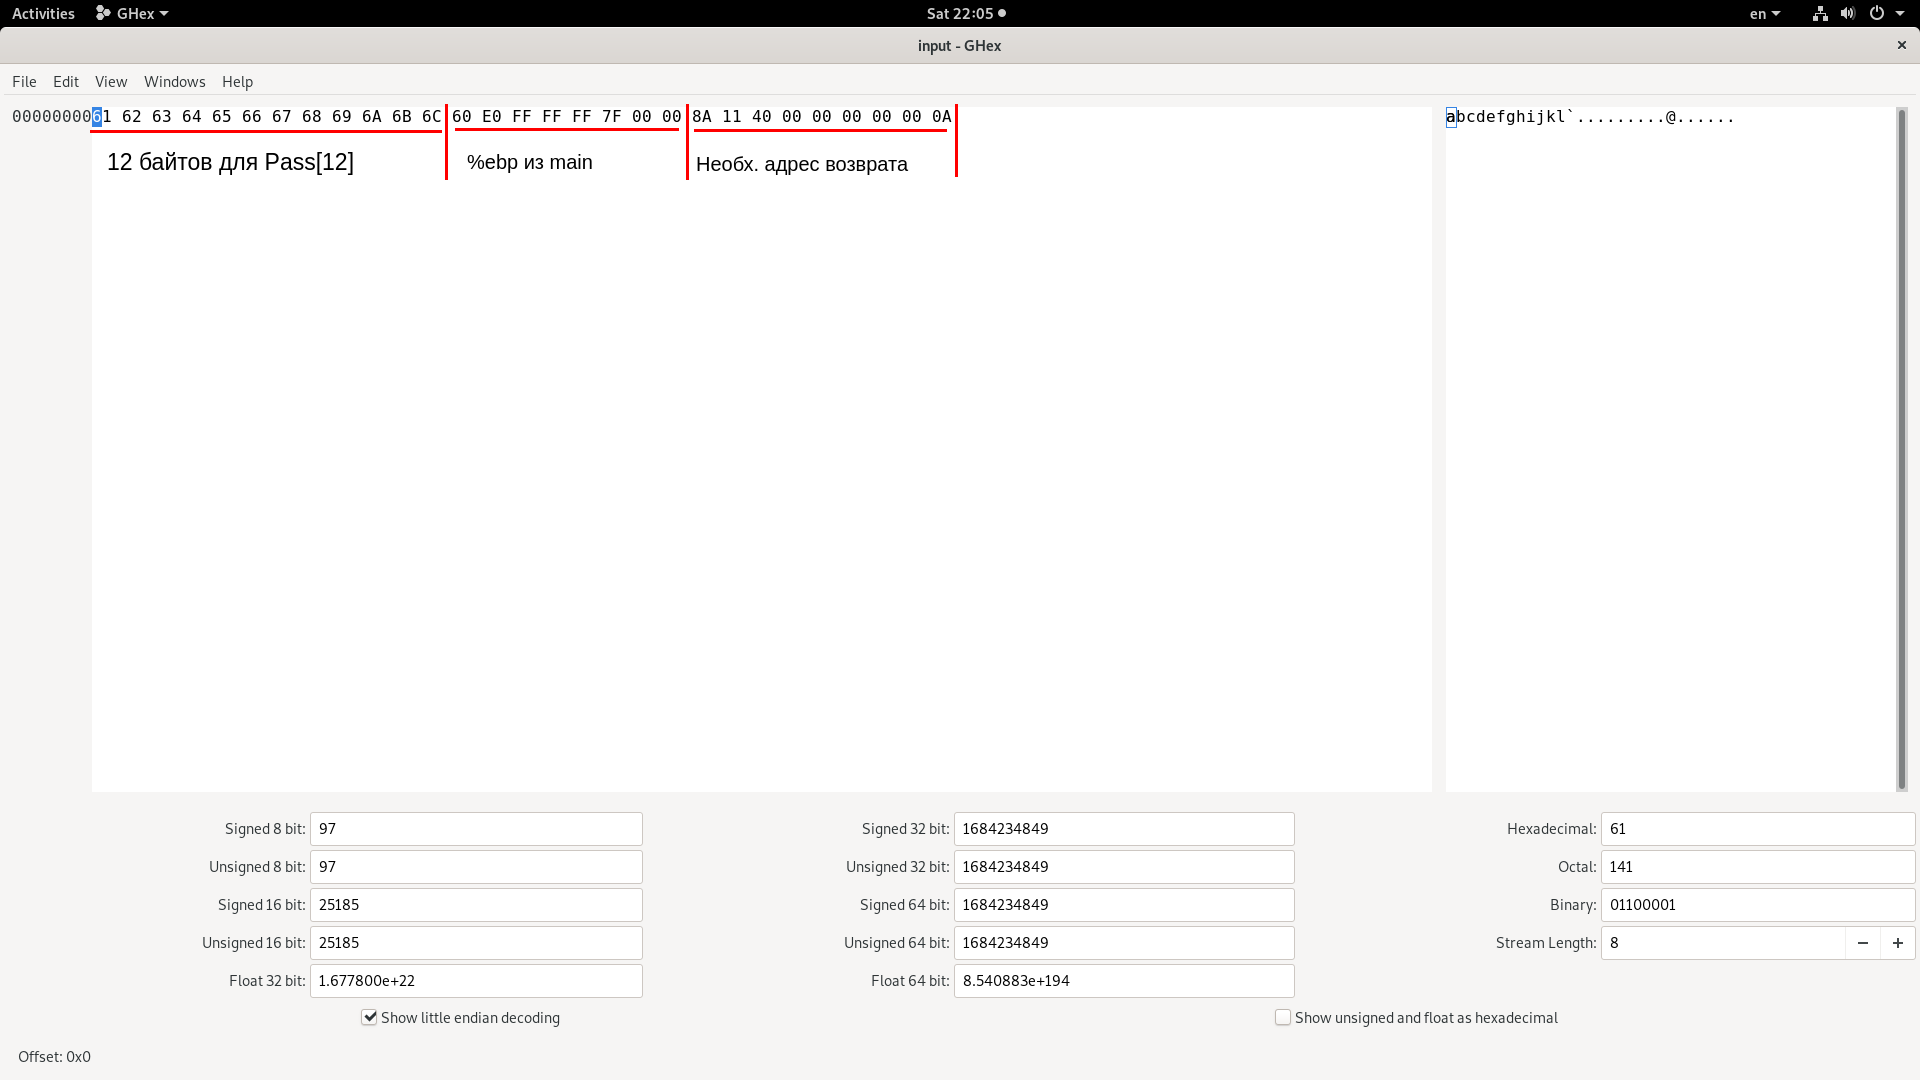 Activities GHex Sat 22:05 en
input - GHex
File Edit View Windows Help
00000000 61 62 63 64 65 66 67 68 69 6A 6B 6C 60 E0 FF FF FF 7F 00 00 8A 11 40 00 00 00 00 00 0A abcdefghijkl`.........@......
12 байтов для Pass[12] %ebp из main Необх. адрес возврата
Signed 8 bit: 97 Signed 32 bit: 1684234849 Hexadecimal: 61
Unsigned 8 bit: 97 Unsigned 32 bit: 1684234849 Octal: 141
Signed 16 bit: 25185 Signed 64 bit: 1684234849 Binary: 01100001
Unsigned 16 bit: 25185 Unsigned 64 bit: 1684234849 Stream Length: 8
Float 32 bit: 1.677800e+22 Float 64 bit: 8.540883e+194
Show little endian decoding Show unsigned and float as hexadecimal
Offset: 0x0